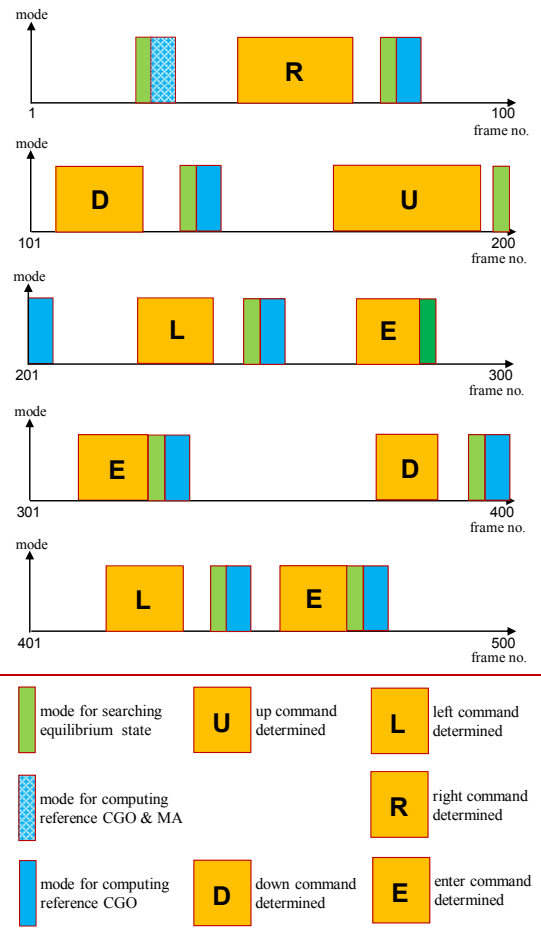 mode
R
1
100
frame no.
mode
D
U
101
200
frame no.
mode
L
E
201
300
frame no.
mode
E
D
301
400
frame no.
mode
L
E
401
500
frame no.
mode for searching
equilibrium state
U
up command
determined
L
left command
determined
mode for computing
reference CGO & MA
R
right command
determined
mode for computing
reference CGO
D
down command
determined
E
enter command
determined